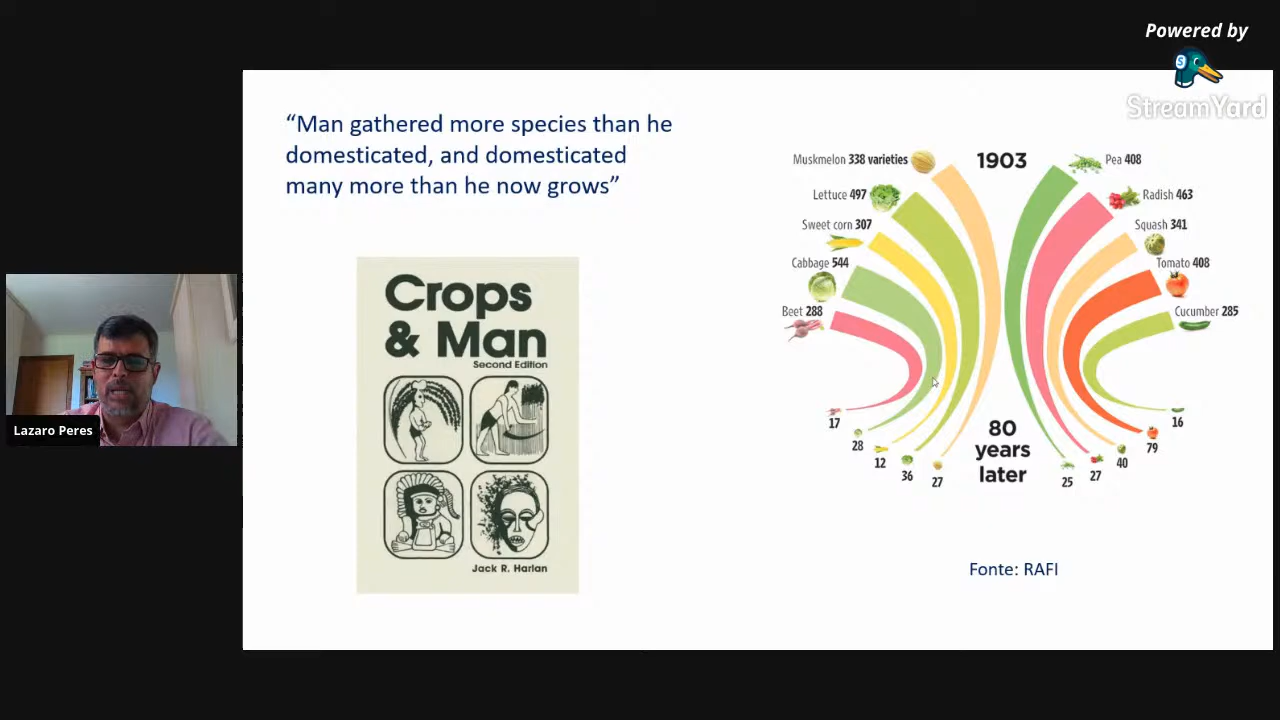 Powered by
StreamYard
“Man gathered more species than he
domesticated, and domesticated
many more than he now grows”
Crops
& Man
Second Edition
Jack R. Harlan
1903
Muskmelon 338 varieties
Lettuce 497
Sweet corn 307
Cabbage 544
Beet 288
Pea 408
Radish 463
Squash 341
Tomato 408
Cucumber 285
80
years
later
17
28
12
36
27
25
27
40
79
16
Fonte: RAFI
Lazaro Peres